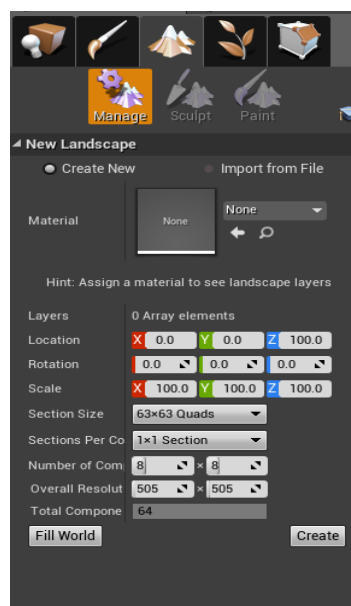 Manage Sculpt Paint
New Landscape
Create New Import from File
Material None None
Hint: Assign a material to see landscape layers
Layers 0 Array elements
Location X 0.0 Y 0.0 Z 100.0
Rotation 0.0 0.0 0.0
Scale X 100.0 Y 100.0 Z 100.0
Section Size 63×63 Quads
Sections Per Co 1×1 Section
Number of Com 8 × 8
Overall Resolut 505 × 505
Total Compone 64
Fill World Create